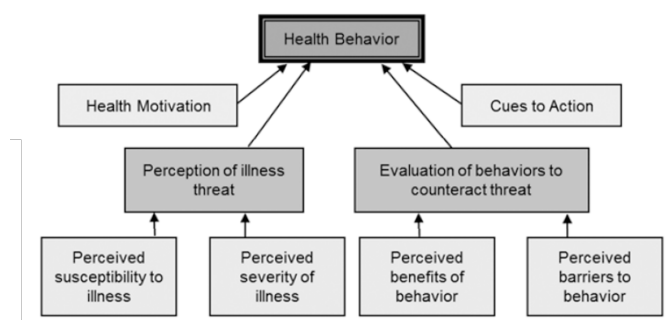 Health Behavior
Health Motivation
Cues to Action
Perception of illness
threat
Evaluation of behaviors to
counteract threat
Perceived
susceptibility to
illness
Perceived
severity of
illness
Perceived
benefits of
behavior
Perceived
barriers to
behavior